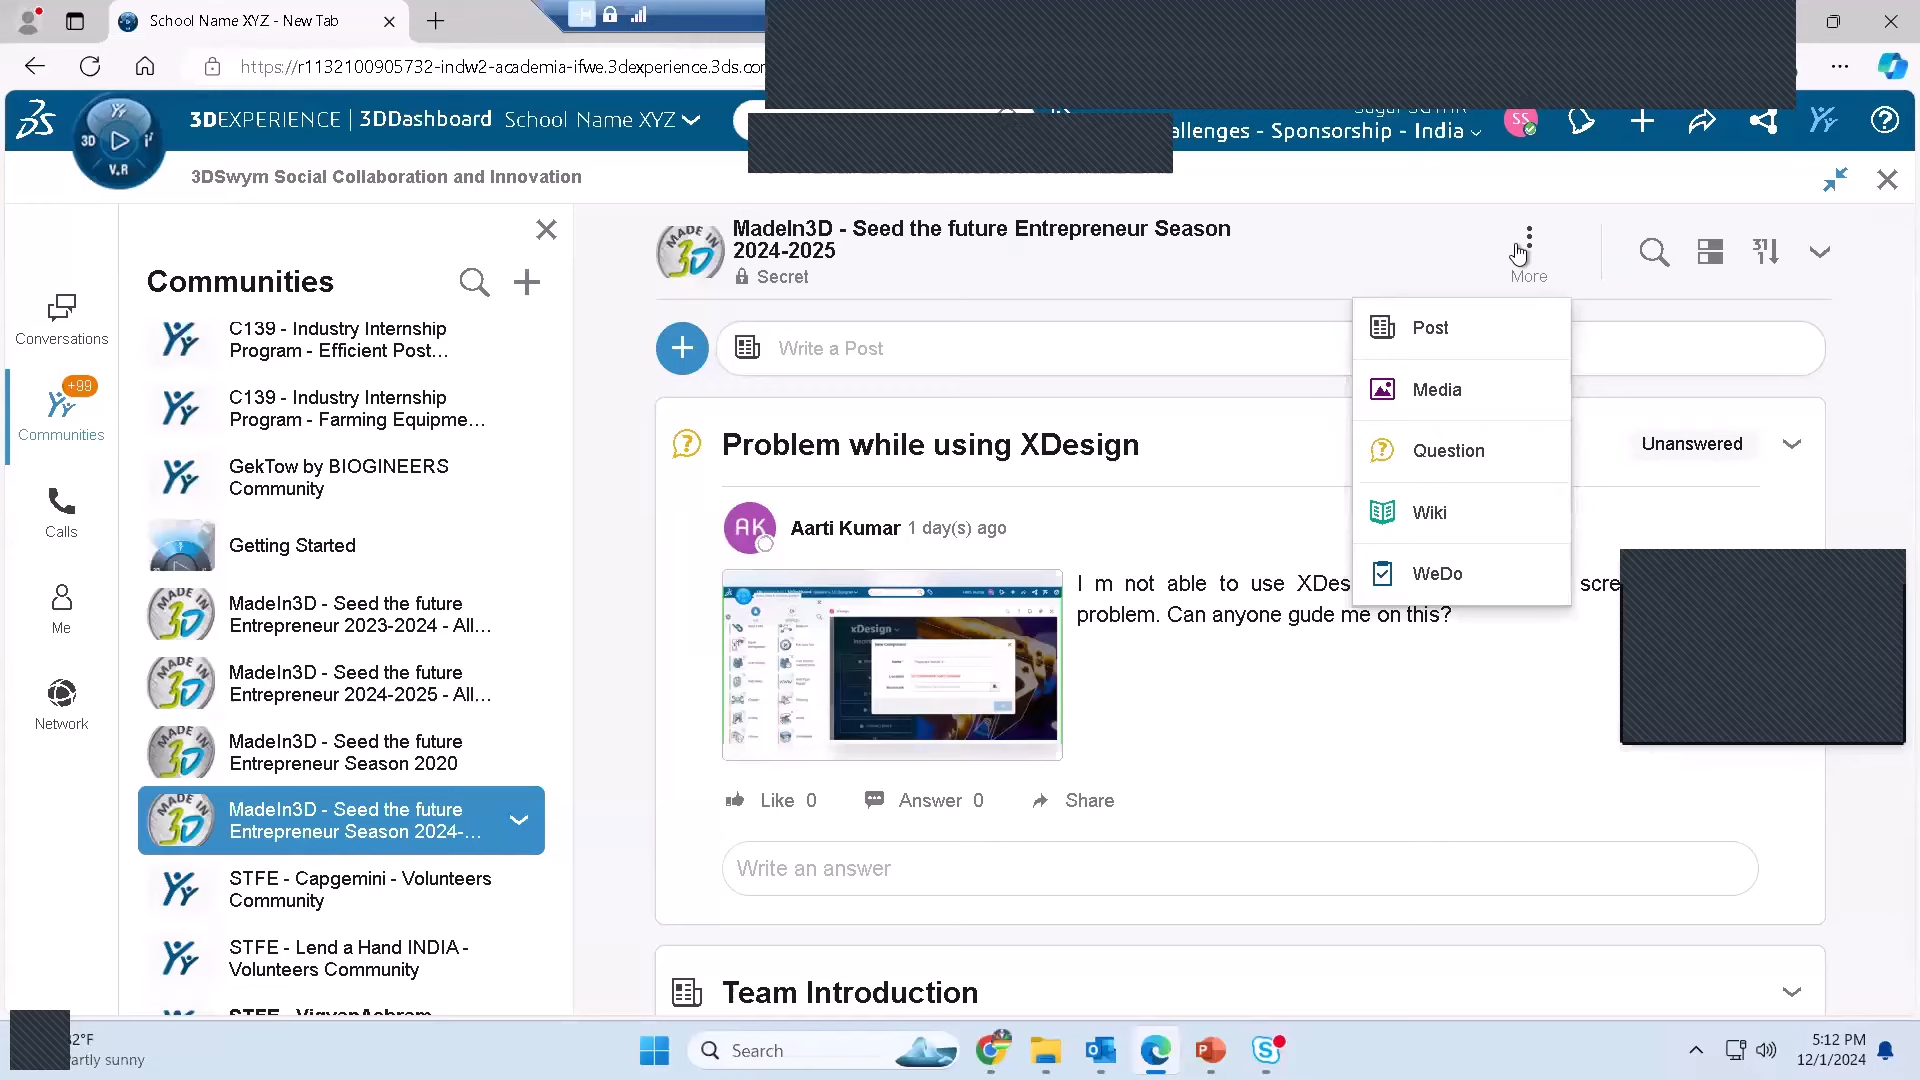 School Name XYZ - New Tab
https://r1132100905732-indw2-academia-ifwe.3dexperience.3ds.com
3DEXPERIENCE | 3DDashboard School Name XYZ
allenges - Sponsorship - India
SS
3D
V.R
3DSwym Social Collaboration and Innovation
Conversations
+99
Communities
Calls
Me
Network
Communities
C139 - Industry Internship
Program - Efficient Post...
C139 - Industry Internship
Program - Farming Equipme...
GekTow by BIOGINEERS
Community
Getting Started
MadeIn3D - Seed the future
Entrepreneur 2023-2024 - All...
MadeIn3D - Seed the future
Entrepreneur 2024-2025 - All...
MadeIn3D - Seed the future
Entrepreneur Season 2020
MadeIn3D - Seed the future
Entrepreneur Season 2024-...
STFE - Capgemini - Volunteers
Community
STFE - Lend a Hand INDIA -
Volunteers Community
MADE IN 3D
MadeIn3D - Seed the future Entrepreneur Season
2024-2025
Secret
More
Write a Post
Post
Media
Question
Wiki
WeDo
Problem while using XDesign
Unanswered
AK
Aarti Kumar 1 day(s) ago
xDesign
I m not able to use XDes scre
problem. Can anyone gude me on this?
Like 0 Answer 0 Share
Write an answer
Team Introduction
32°F
artly sunny
Search
5:12 PM
12/1/2024